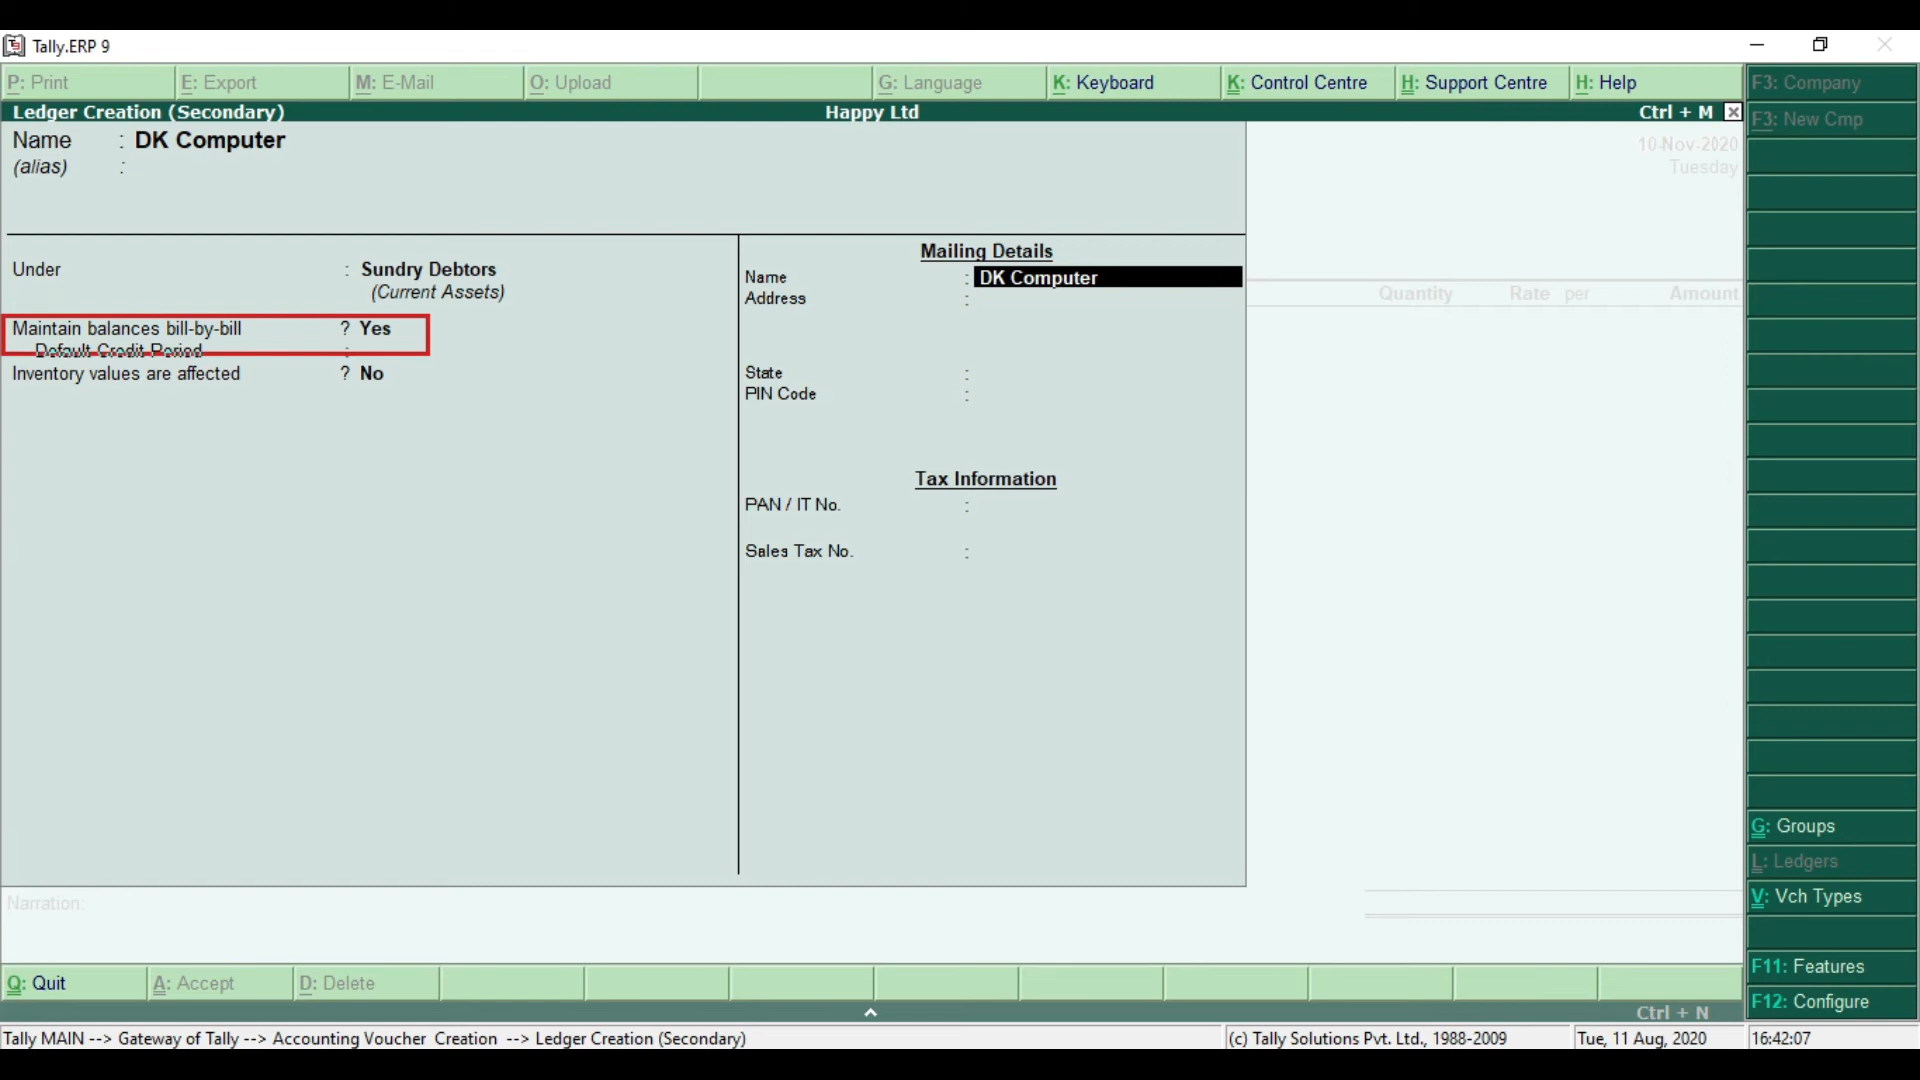 Tally.ERP 9
P: Print E: Export M: E-Mail O: Upload G: Language K: Keyboard K: Control Centre H: Support Centre H: Help
Ledger Creation (Secondary) Happy Ltd Ctrl + M
Name : DK Computer
(alias) :
10-Nov-2020
Tuesday
Under : Sundry Debtors
(Current Assets)
Maintain balances bill-by-bill ? Yes
Default Credit Period :
Inventory values are affected ? No
Mailing Details
Name : DK Computer
Address :
State :
PIN Code :
Tax Information
PAN / IT No. :
Sales Tax No. :
Quantity Rate per Amount
Narration:
F3: Company
F3: New Cmp
G: Groups
L: Ledgers
V: Vch Types
F11: Features
F12: Configure
Q: Quit A: Accept D: Delete
Ctrl + N
Tally MAIN --> Gateway of Tally --> Accounting Voucher Creation --> Ledger Creation (Secondary) (c) Tally Solutions Pvt. Ltd., 1988-2009 Tue, 11 Aug, 2020 16:42:07